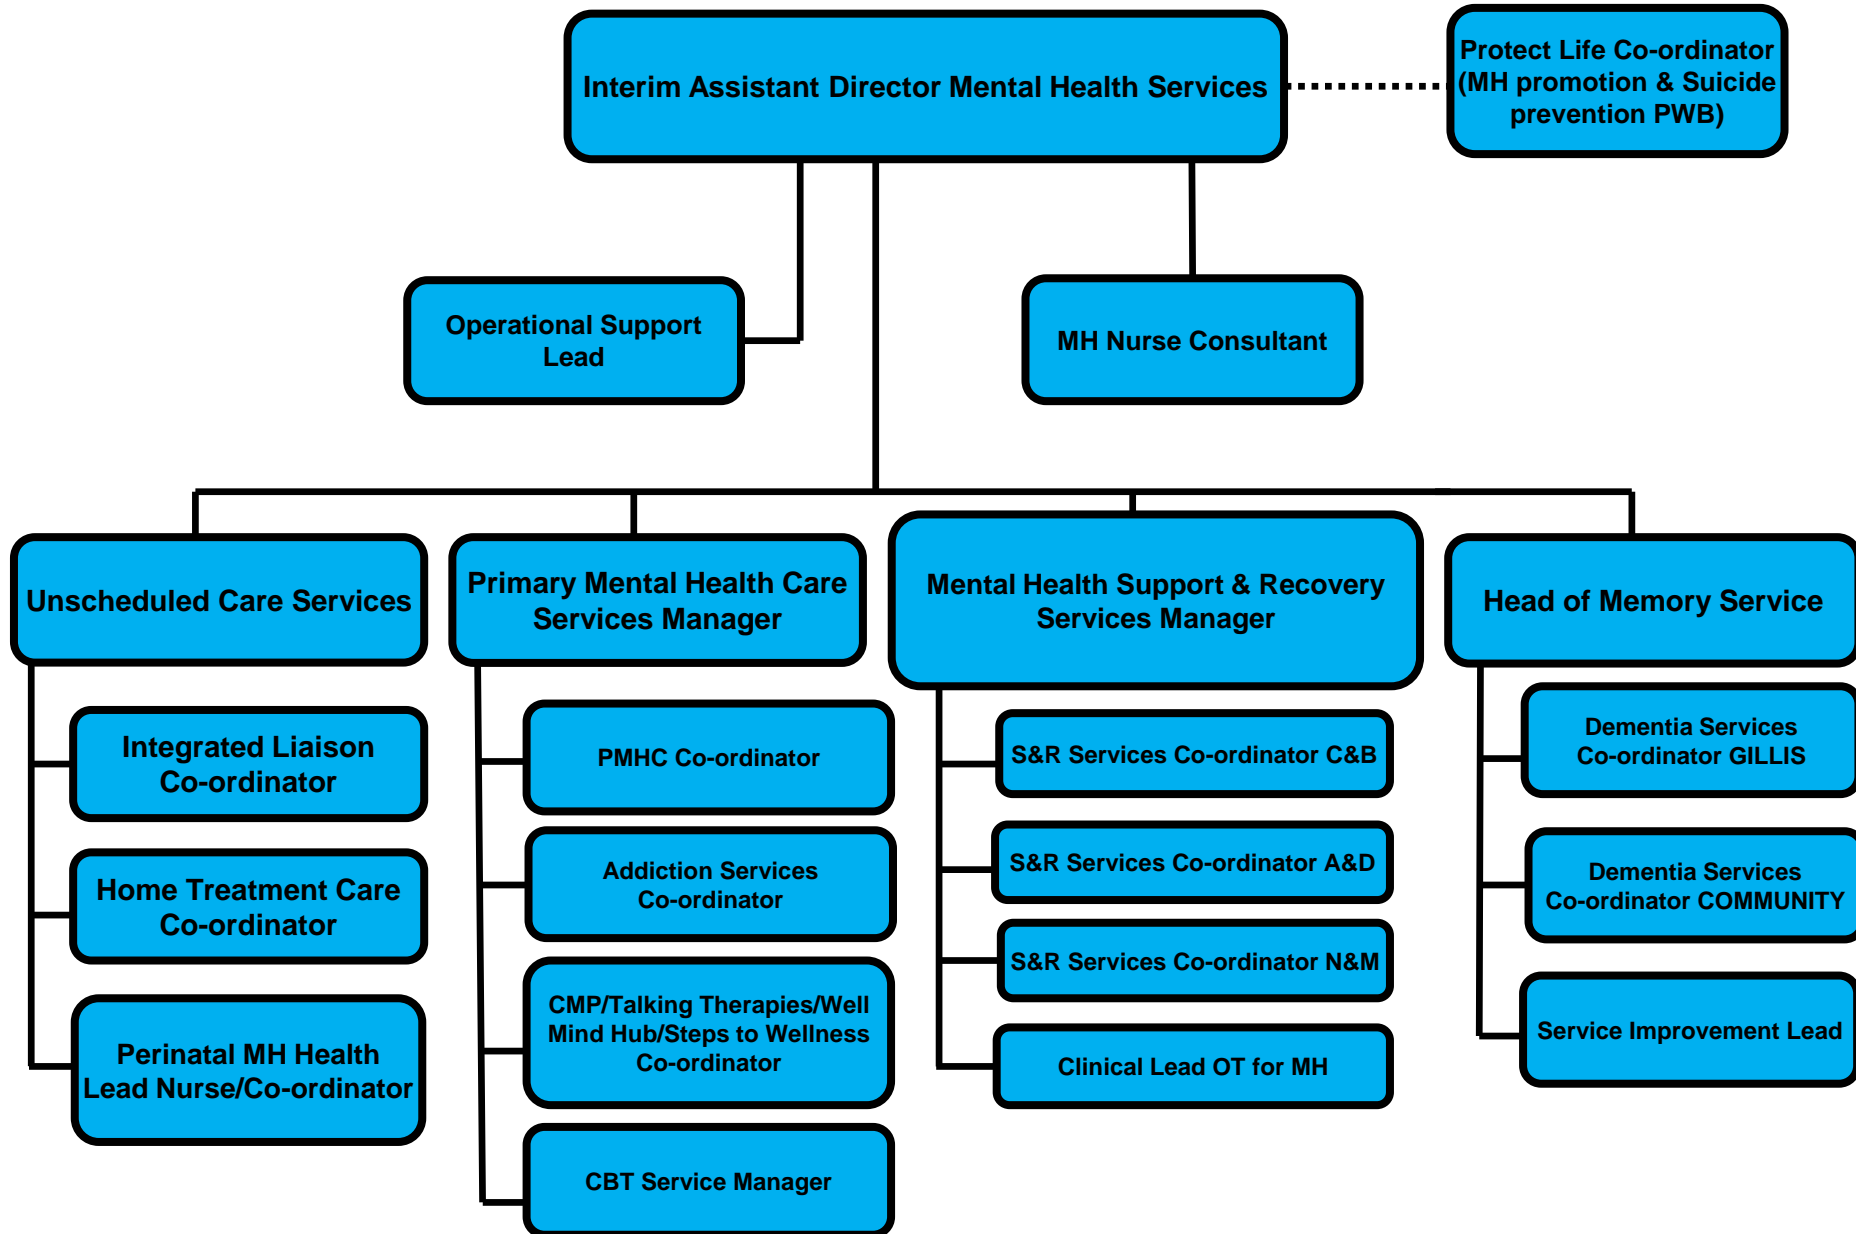 Interim Assistant Director Mental Health Services
Protect Life Co-ordinator
(MH promotion & Suicide
prevention PWB)
Operational Support
Lead
MH Nurse Consultant
Unscheduled Care Services
Primary Mental Health Care
Services Manager
Mental Health Support & Recovery
Services Manager
Head of Memory Service
Integrated Liaison
Co-ordinator
Home Treatment Care
Co-ordinator
Perinatal MH Health
Lead Nurse/Co-ordinator
PMHC Co-ordinator
Addiction Services
Co-ordinator
CMP/Talking Therapies/Well
Mind Hub/Steps to Wellness
Co-ordinator
CBT Service Manager
S&R Services Co-ordinator C&B
S&R Services Co-ordinator A&D
S&R Services Co-ordinator N&M
Clinical Lead OT for MH
Dementia Services
Co-ordinator GILLIS
Dementia Services
Co-ordinator COMMUNITY
Service Improvement Lead